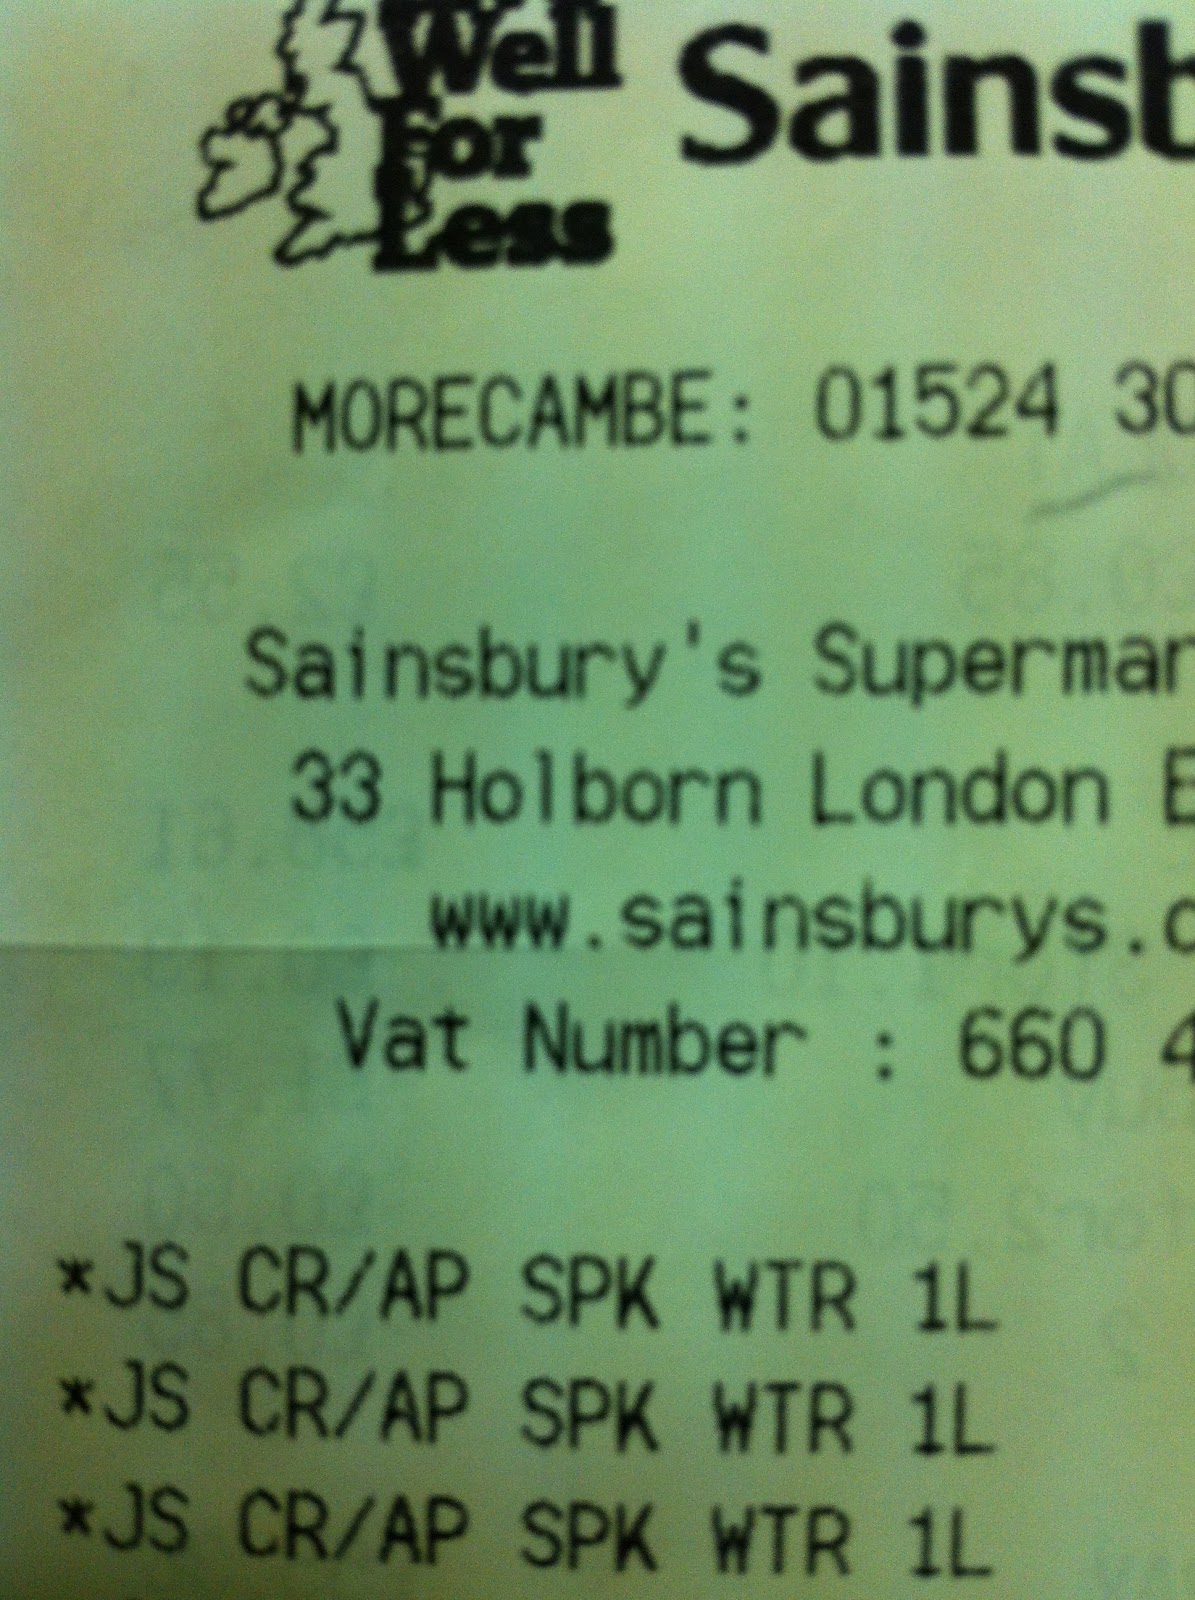 Well
For
Less
Sainsb
MORECAMBE: 01524 30
Sainsbury's Supermar
33 Holborn London E
www.sainsburys.c
Vat Number : 660 4
*JS CR/AP SPK WTR 1L
*JS CR/AP SPK WTR 1L
*JS CR/AP SPK WTR 1L